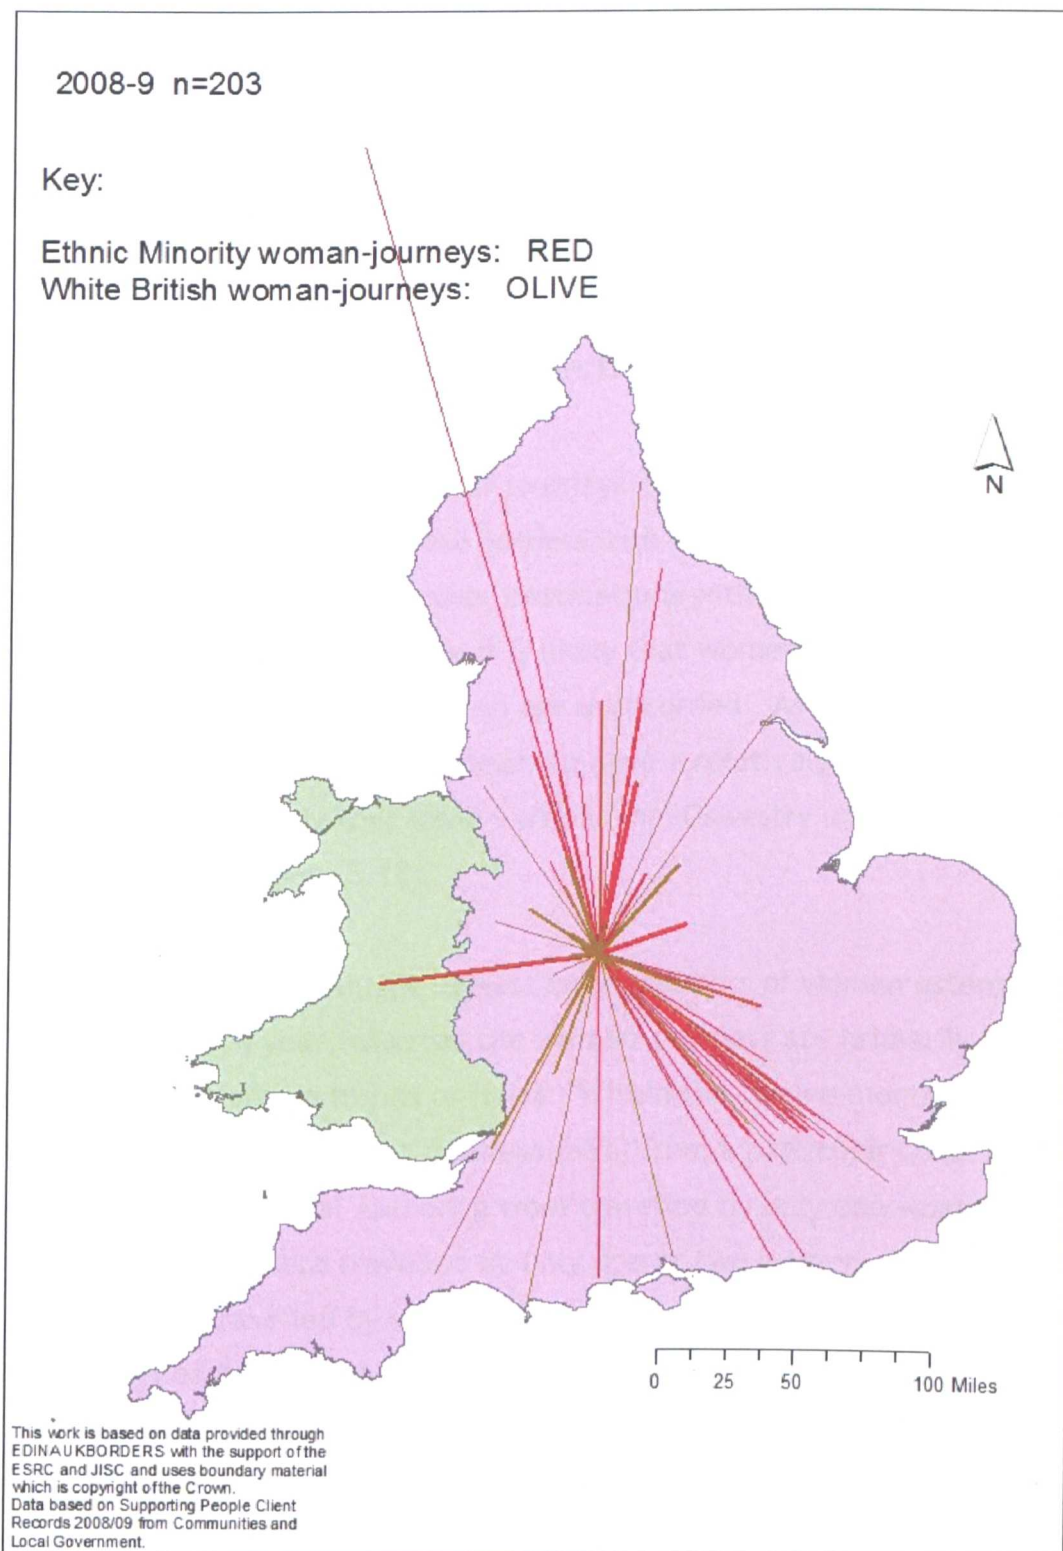 2008-9 n=203
Key:
Ethnic Minority woman-journeys: RED
White British woman-journeys: OLIVE
N
0 25 50 100 Miles
This work is based on data provided through
EDINAUKBORDERS with the support of the
ESRC and JISC and uses boundary material
which is copyright of the Crown.
Data based on Supporting People Client
Records 2008/09 from Communities and
Local Government.